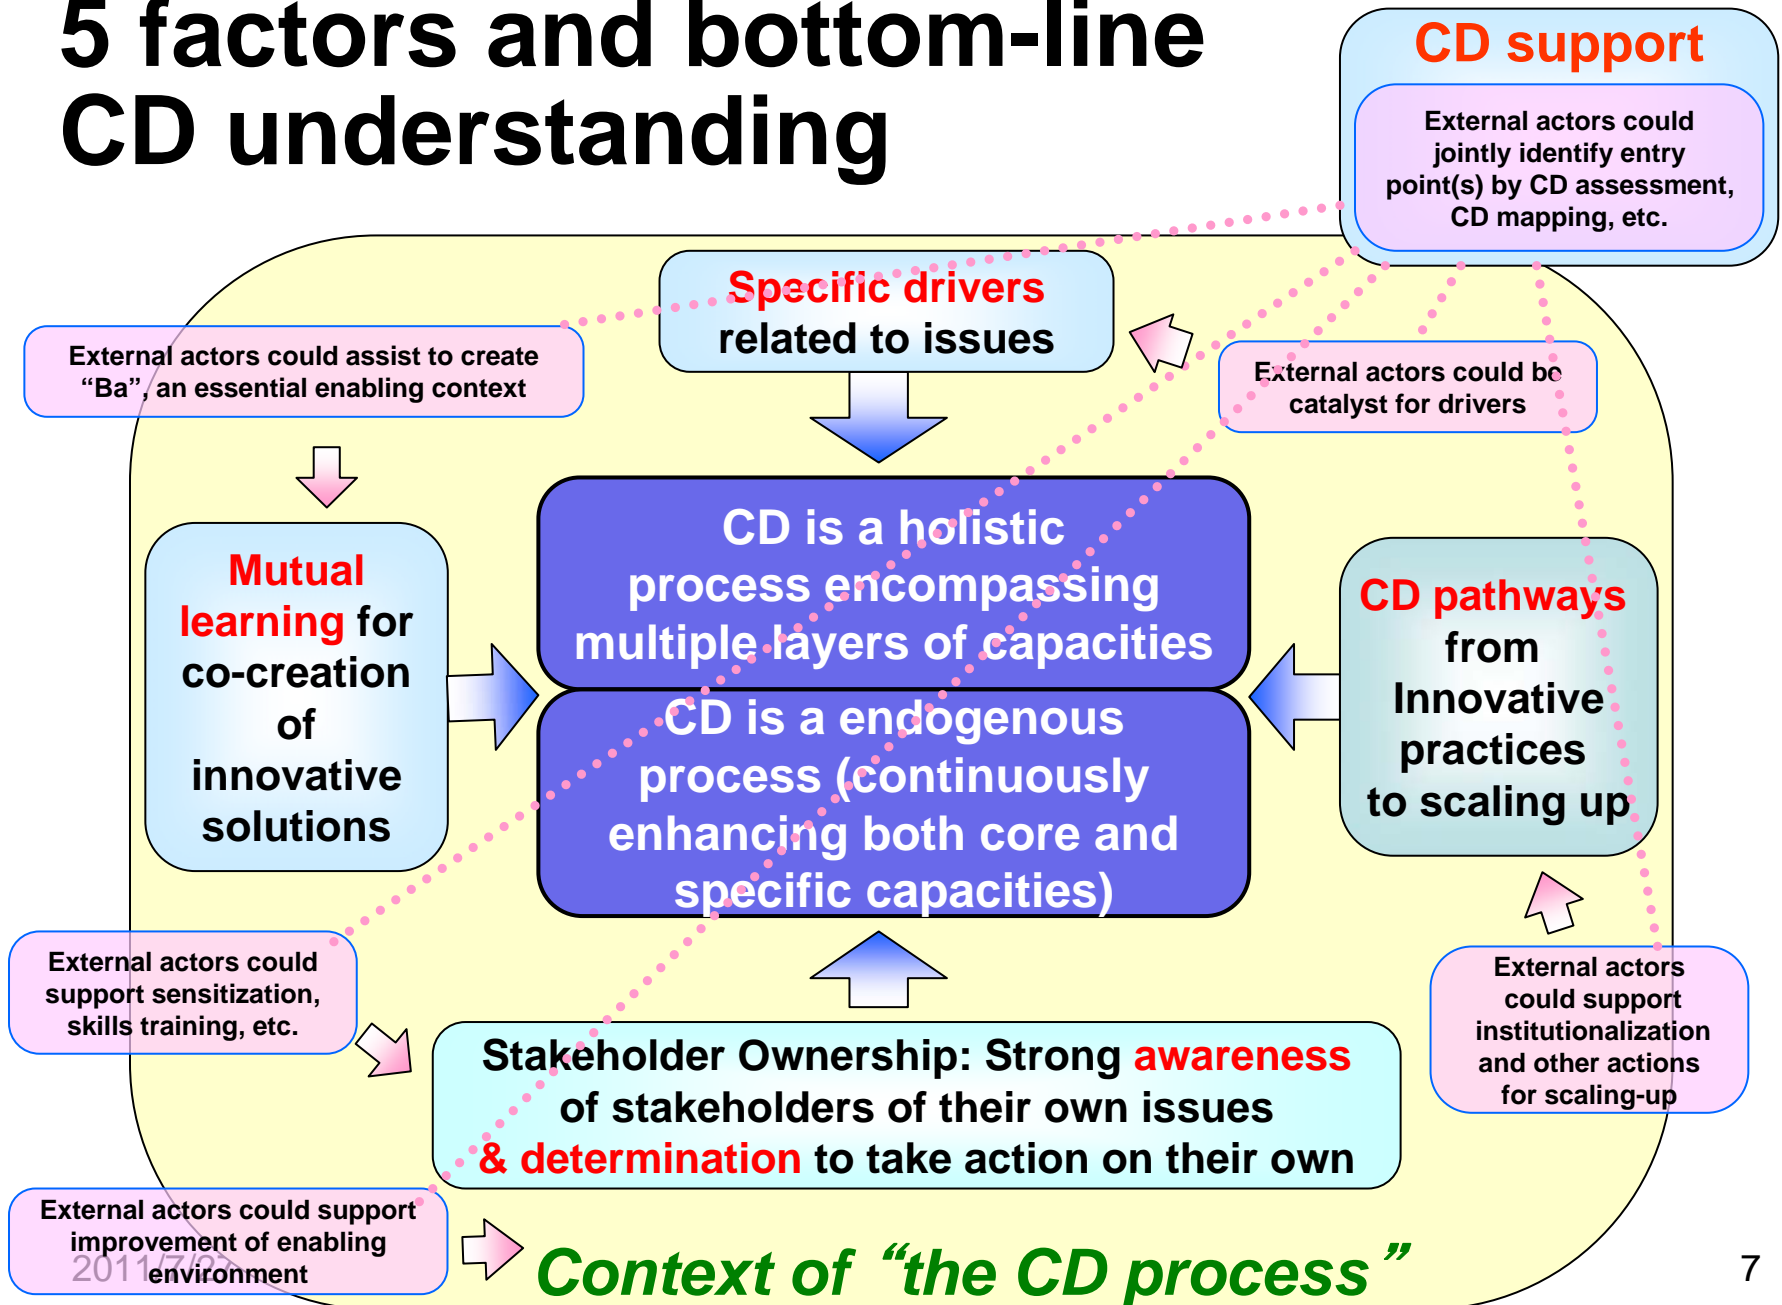 5 factors and bottom-line
CD understanding
CD support
External actors could
jointly identify entry
point(s) by CD assessment,
CD mapping, etc.
Specific drivers
related to issues
External actors could assist to create
“Ba”, an essential enabling context
External actors could be
catalyst for drivers
CD is a holistic
process encompassing
multiple layers of capacities
Mutual
learning for
co-creation
of
innovative
solutions
CD pathways
from
Innovative
practices
to scaling up
CD is a endogenous
process (continuously
enhancing both core and
specific capacities)
External actors could
support sensitization,
skills training, etc.
External actors
could support
institutionalization
and other actions
for scaling-up
Stakeholder Ownership: Strong awareness
of stakeholders of their own issues
& determination to take action on their own
External actors could support
improvement of enabling
environment
Context of “the CD process”
7